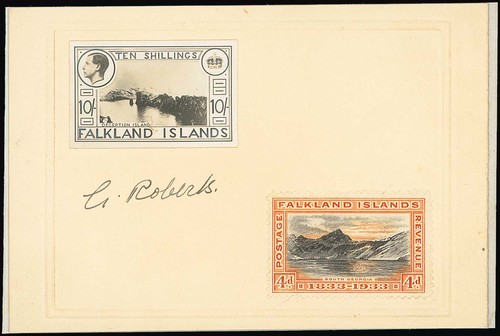 TEN SHILLINGS
10/- 10/-
DECEPTION ISLAND
FALKLAND ISLANDS
G. Roberts.
FALKLAND ISLANDS
POSTAGE
REVENUE
SOUTH GEORGIA
4d 1833-1933 4d